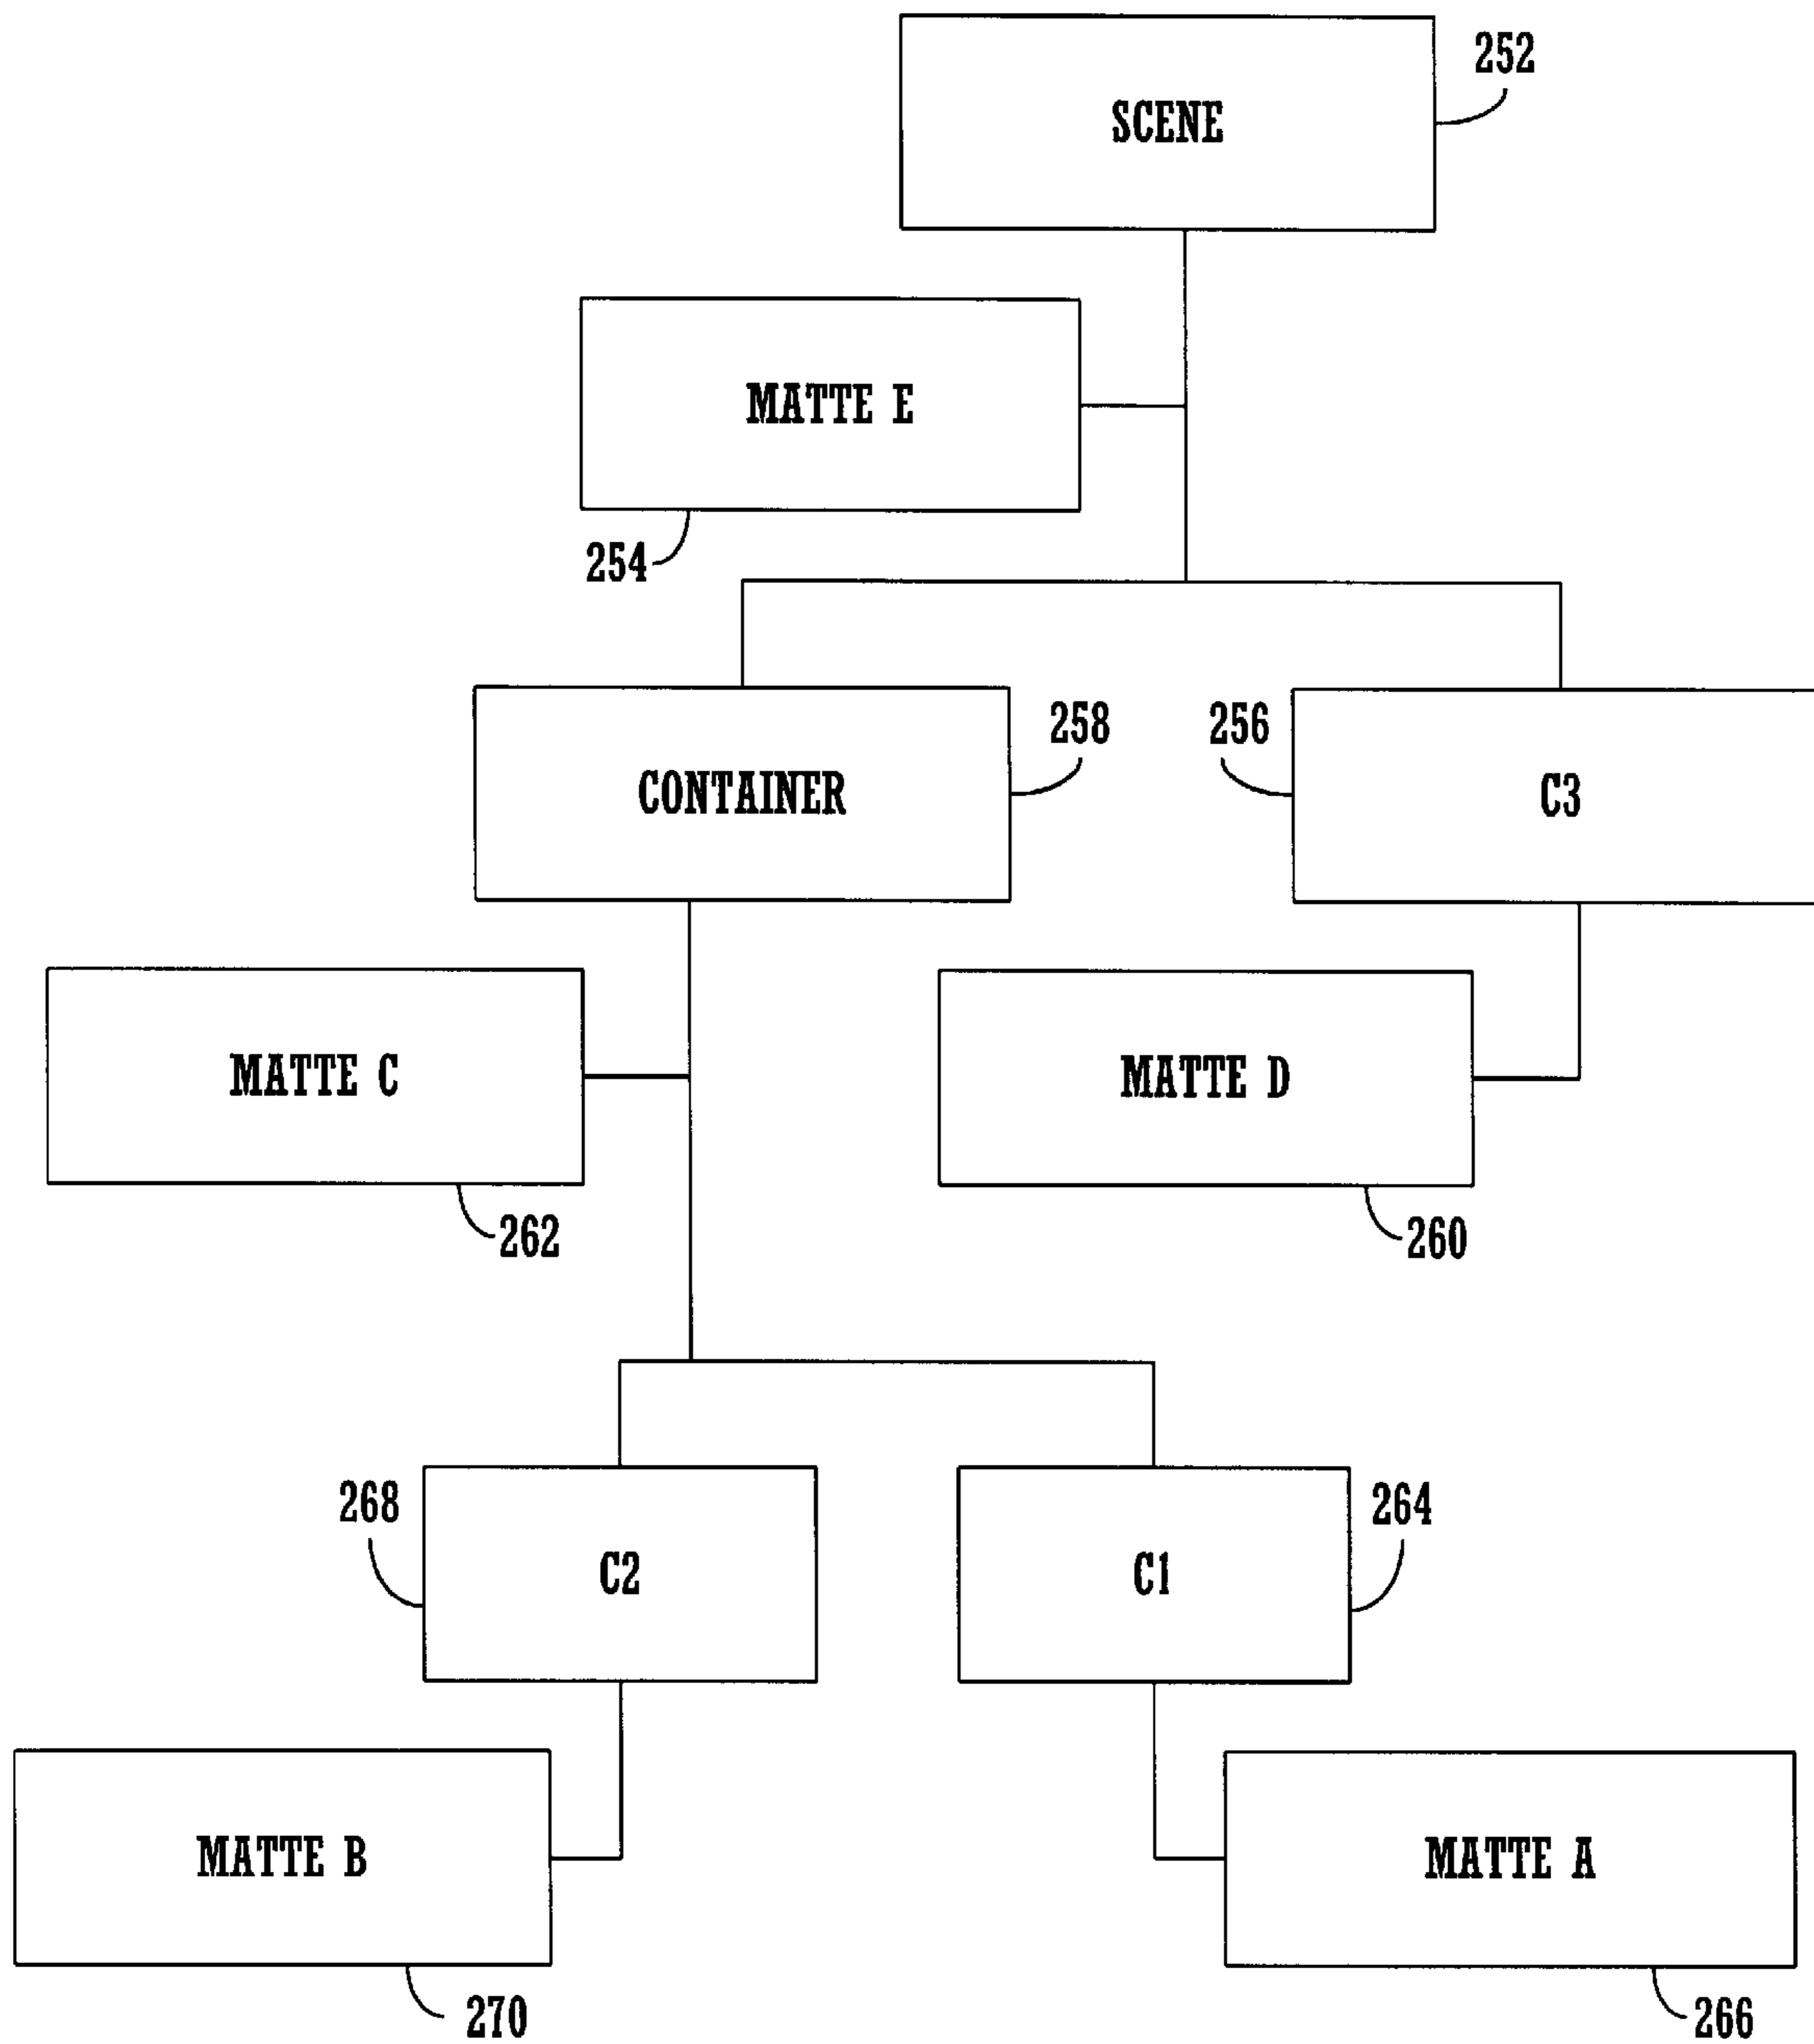 252
SCENE
MATTE E
254
258
256
CONTAINER
C3
MATTE C
MATTE D
262
260
268
264
C2
C1
MATTE B
MATTE A
270
266